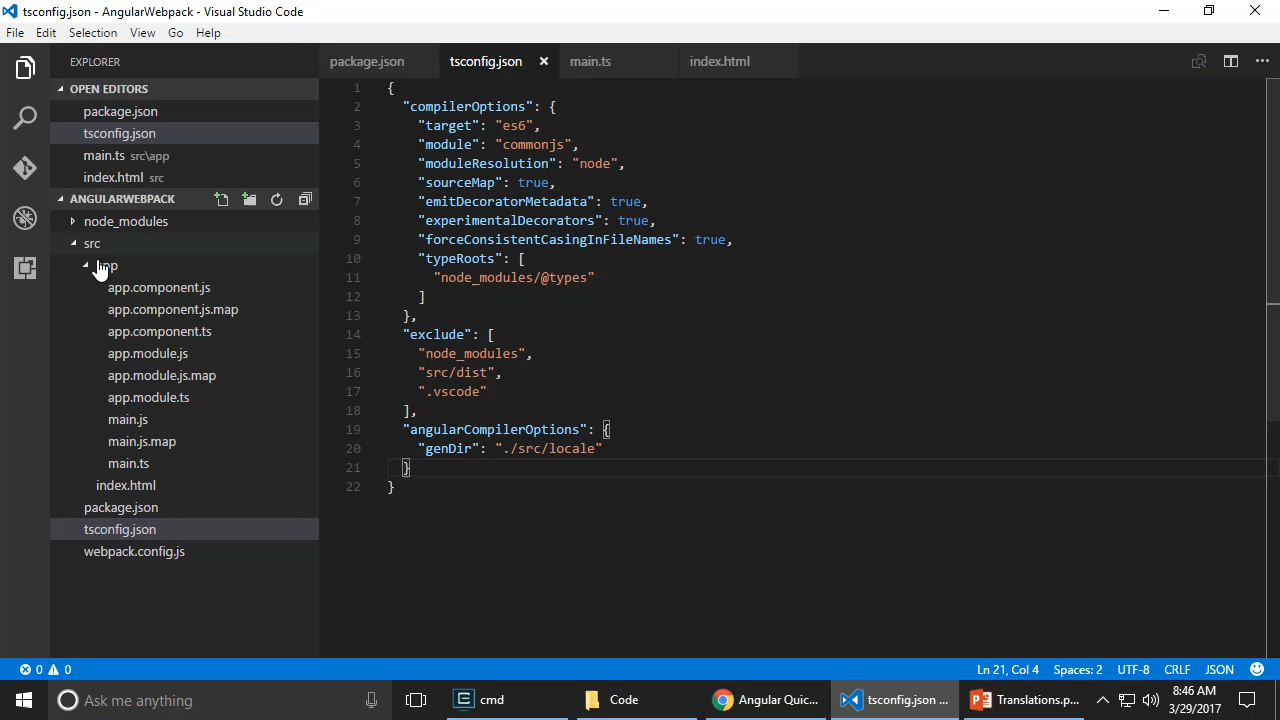 tsconfig.json - AngularWebpack - Visual Studio Code
File Edit Selection View Go Help
EXPLORER
package.json tsconfig.json main.ts index.html
OPEN EDITORS
package.json
tsconfig.json
main.ts src\app
index.html src
ANGULARWEBPACK
node_modules
src
app.component.js
app.component.js.map
app.component.ts
app.module.js
app.module.js.map
app.module.ts
main.js
main.js.map
main.ts
index.html
package.json
tsconfig.json
webpack.config.js
1 {
2 "compilerOptions": {
3 "target": "es6",
4 "module": "commonjs",
5 "moduleResolution": "node",
6 "sourceMap": true,
7 "emitDecoratorMetadata": true,
8 "experimentalDecorators": true,
9 "forceConsistentCasingInFileNames": true,
10 "typeRoots": [
11 "node_modules/@types"
12 ]
13 },
14 "exclude": [
15 "node_modules",
16 "src/dist",
17 ".vscode"
18 ],
19 "angularCompilerOptions": {
20 "genDir": "./src/locale"
21 }
22 }
0 0 Ln 21, Col 4 Spaces: 2 UTF-8 CRLF JSON
Ask me anything cmd Code Angular Quic... tsconfig.json ... Translations.p...
8:46 AM
3/29/2017